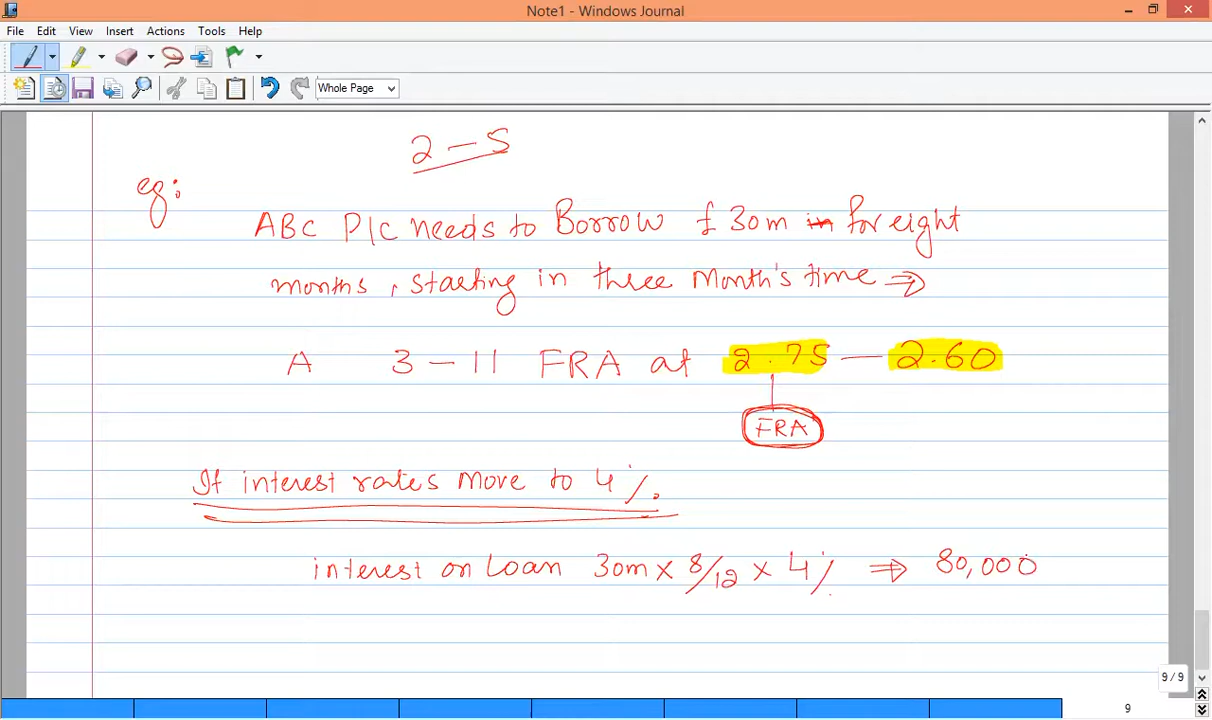 Note1 - Windows Journal
File Edit View Insert Actions Tools Help
Whole Page
2 – 5
eg:
ABC Plc needs to Borrow £ 30m in for eight
months, starting in three Month's time ⇒
A 3 – 11 FRA at 2.75 – 2.60
FRA
If interest rates move to 4%.
interest on Loan 30m × 8/12 × 4% ⇒ 80,000
9 / 9
9